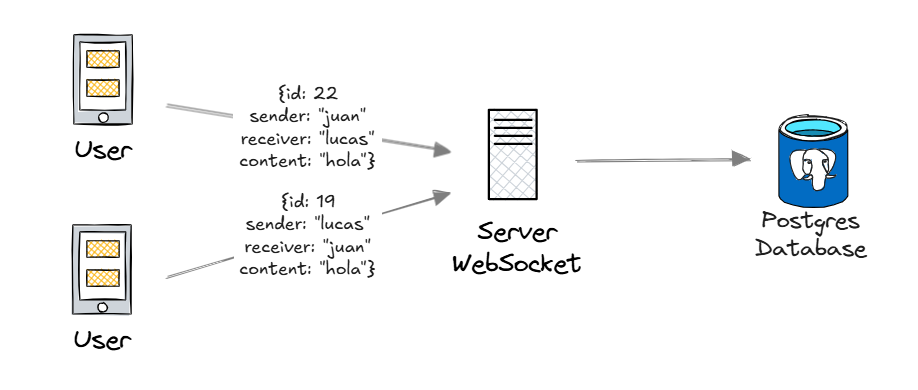 User
{id: 22
sender: "juan"
receiver: "lucas"
content: "hola"}
{id: 19
sender: "lucas"
receiver: "juan"
content: "hola"}
User
Server
WebSocket
Postgres
Database